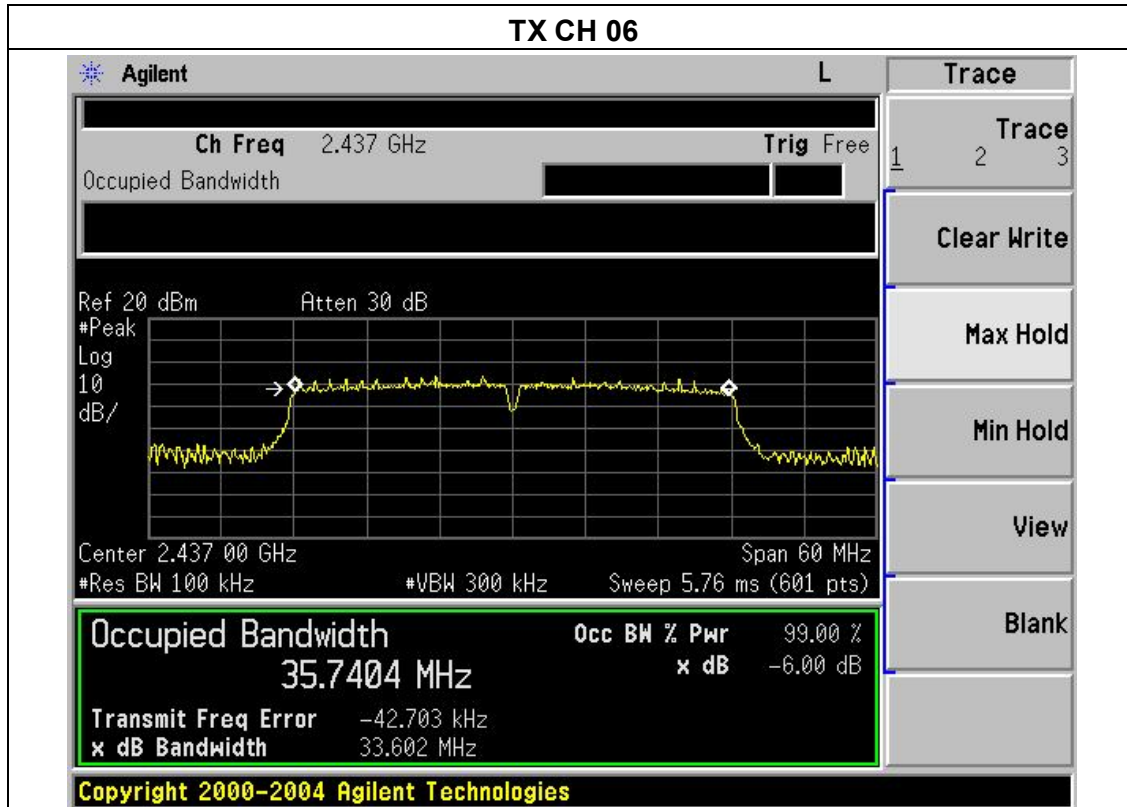 TX CH 06
Agilent L Trace
Ch Freq 2.437 GHz Trig Free
Occupied Bandwidth
Trace
1 2 3
Clear Write
Max Hold
Min Hold
View
Blank
Ref 20 dBm Atten 30 dB
#Peak
Log
10
dB/
Center 2.437 00 GHz Span 60 MHz
#Res BW 100 kHz #VBW 300 kHz Sweep 5.76 ms (601 pts)
Occupied Bandwidth Occ BW % Pwr 99.00 %
35.7404 MHz x dB -6.00 dB
Transmit Freq Error -42.703 kHz
x dB Bandwidth 33.602 MHz
Copyright 2000-2004 Agilent Technologies